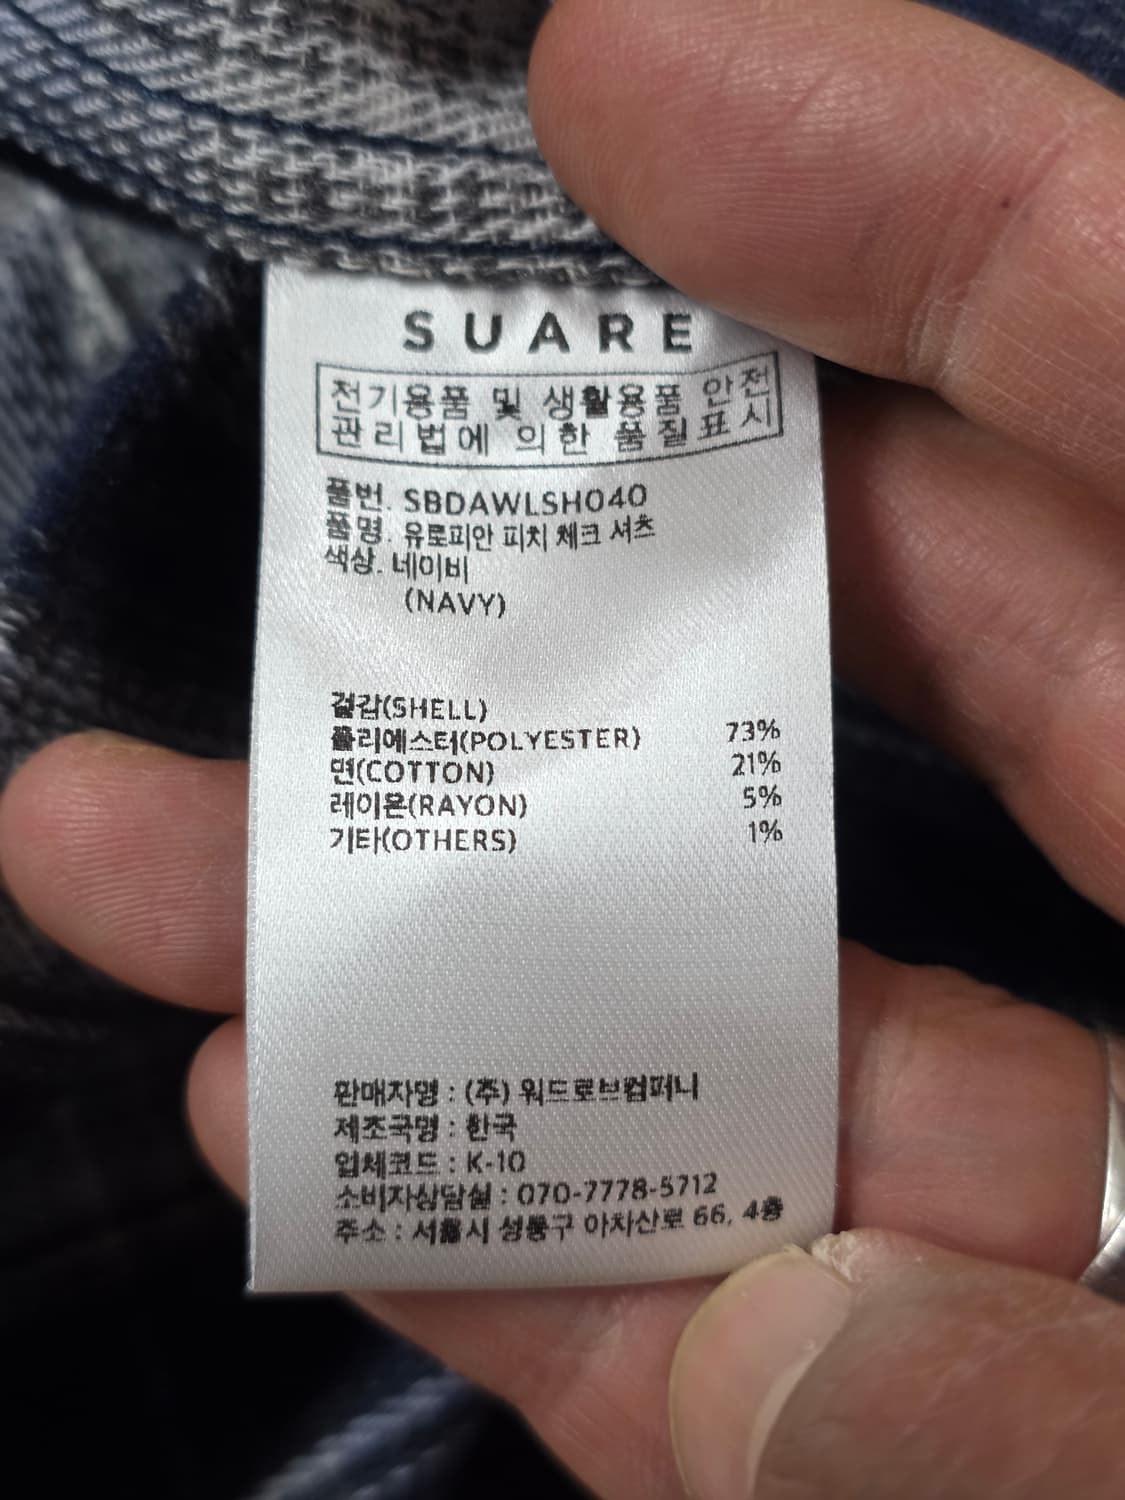 SUARE
전기용품 및 생활용품 안전
관리법에 의한 품질표시
품번. SBDAWLSH040
품명. 유로피안 피치 체크 셔츠
색상. 네이비
(NAVY)
겉감(SHELL)
폴리에스터(POLYESTER) 73%
면(COTTON) 21%
레이온(RAYON) 5%
기타(OTHERS) 1%
판매자명 : (주) 워드로브컴퍼니
제조국명 : 한국
업체코드 : K-10
소비자상담실 : 070-7778-5712
주소 : 서울시 성동구 아차산로 66, 4층